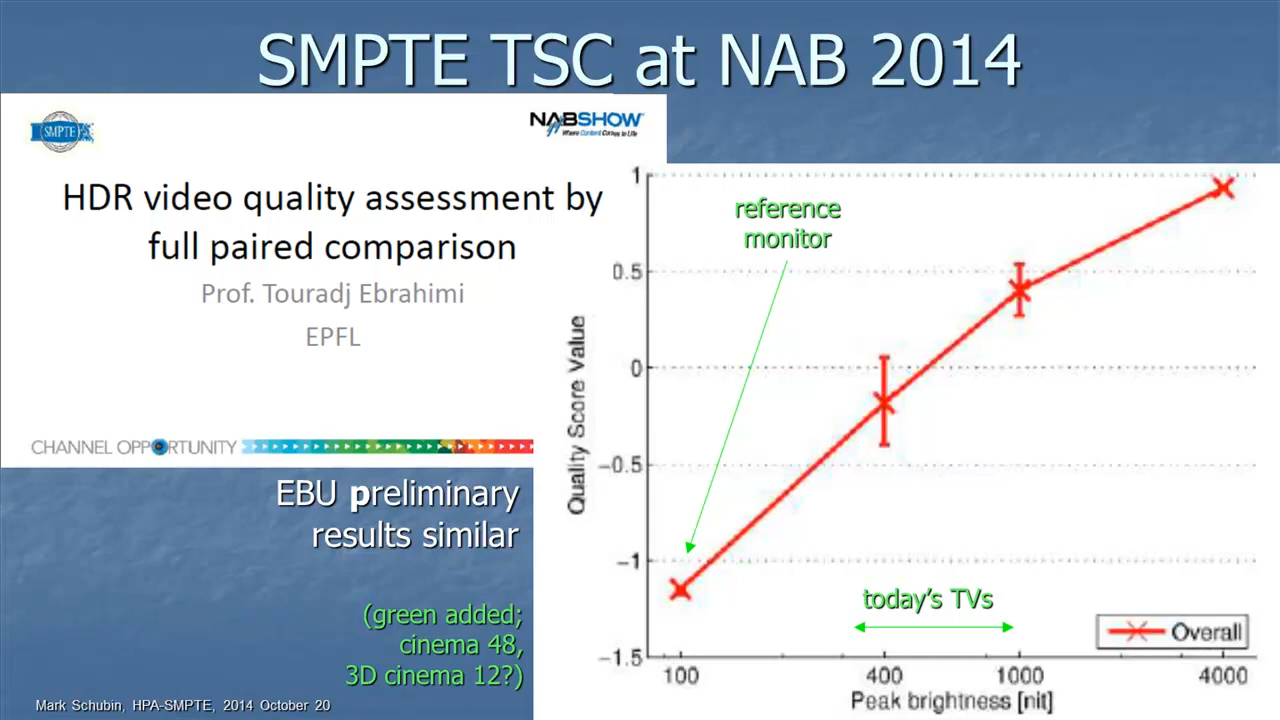 SMPTE TSC at NAB 2014
SMPTE
NABSHOW
Where Content Comes to Life
HDR video quality assessment by
full paired comparison
Prof. Touradj Ebrahimi
EPFL
CHANNEL OPPORTUNITY
EBU preliminary
results similar
(green added;
cinema 48,
3D cinema 12?)
Mark Schubin, HPA-SMPTE, 2014 October 20
reference
monitor
Quality Score Value
1
0.5
0
−0.5
−1
−1.5
today's TVs
Overall
100 400 1000 4000
Peak brightness [nit]